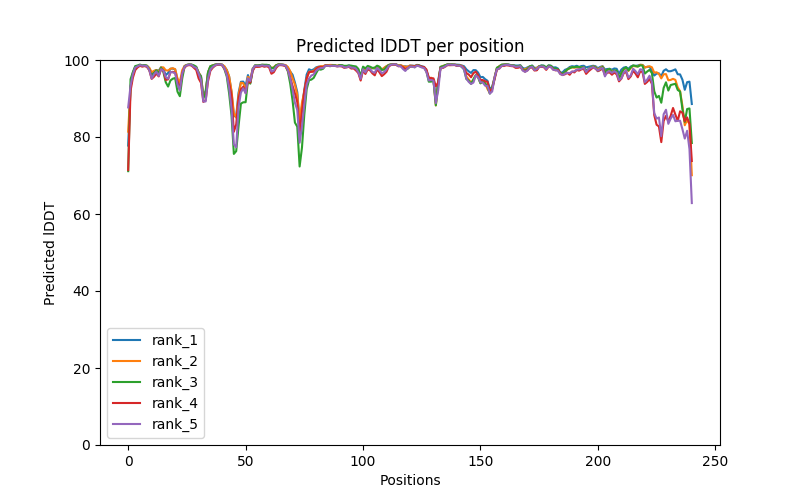 Predicted lDDT per position
Predicted lDDT
100
80
60
40
20
0
rank_1
rank_2
rank_3
rank_4
rank_5
0 50 100 150 200 250
Positions